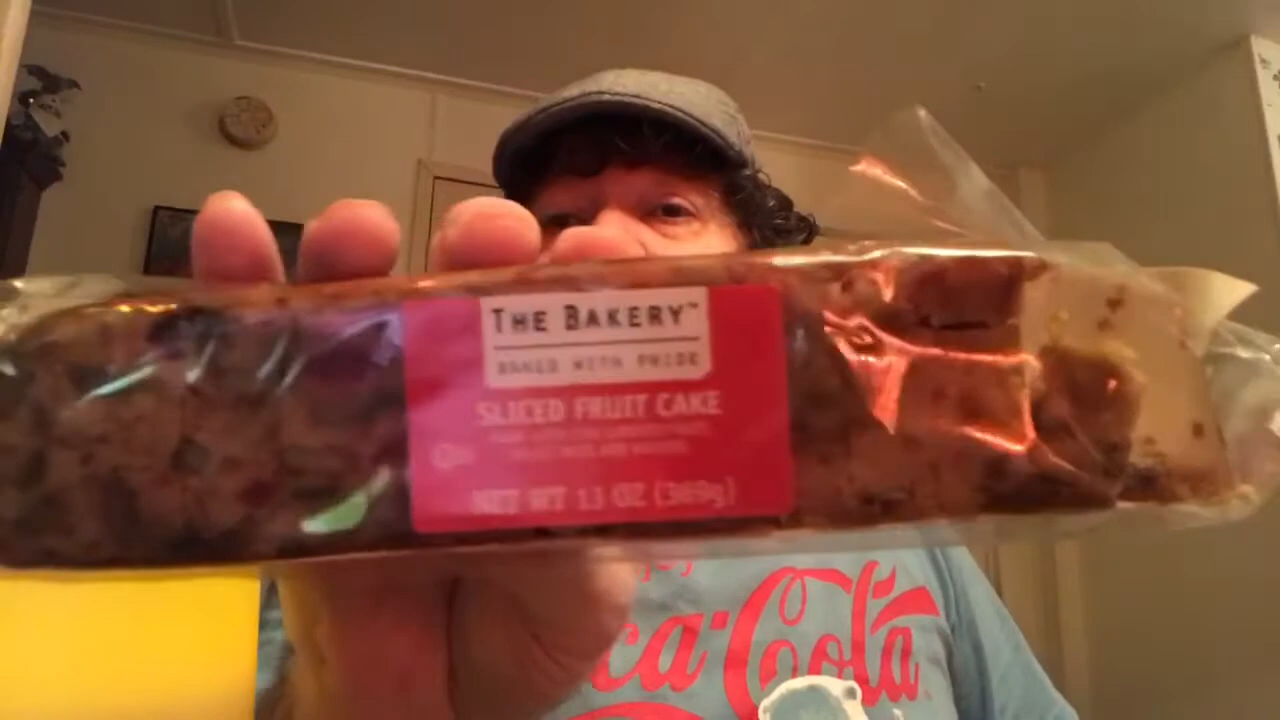 THE BAKERY™
BAKED WITH PRIDE
SLICED FRUIT CAKE
NET WT 13 OZ (369g)
Coca-Cola